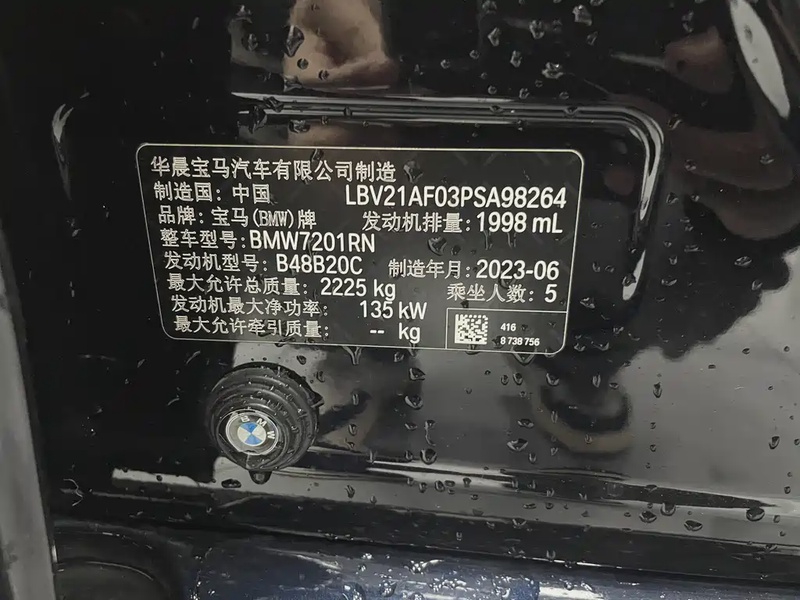 华晨宝马汽车有限公司制造
制造国：中国 LBV21AF03PSA98264
品牌：宝马(BMW)牌 发动机排量：1998 mL
整车型号：BMW7201RN
发动机型号：B48B20C 制造年月：2023-06
最大允许总质量：2225 kg 乘坐人数：5
发动机最大净功率：135 kW
最大允许牵引质量：-- kg
416
8 738 756
BMW